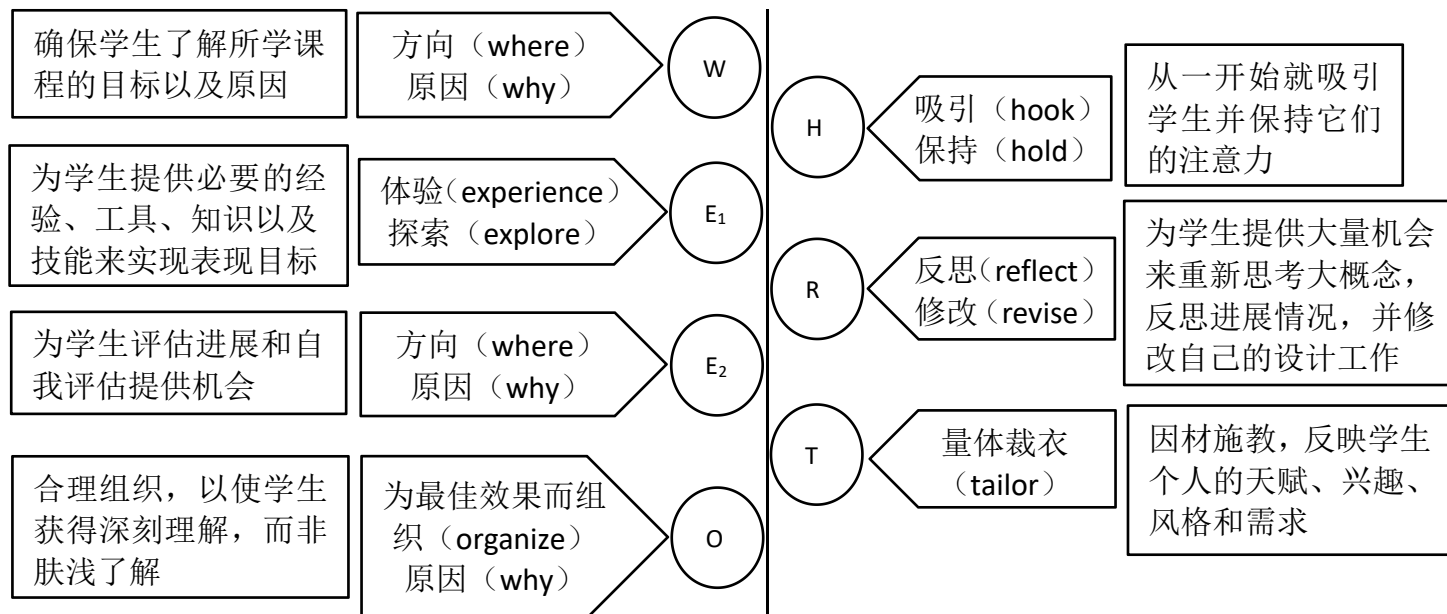 确保学生了解所学课
程的目标以及原因
方向（where）
原因（why）
W
H
吸引（hook）
保持（hold）
从一开始就吸引
学生并保持它们
的注意力
为学生提供必要的经
验、工具、知识以及
技能来实现表现目标
体验（experience）
探索（explore）
E₁
R
反思（reflect）
修改（revise）
为学生提供大量机会
来重新思考大概念，
反思进展情况，并修
改自己的设计工作
为学生评估进展和自
我评估提供机会
方向（where）
原因（why）
E₂
T
量体裁衣
（tailor）
因材施教，反映学生
个人的天赋、兴趣、
风格和需求
合理组织，以使学生
获得深刻理解，而非
肤浅了解
为最佳效果而组
织（organize）
原因（why）
O